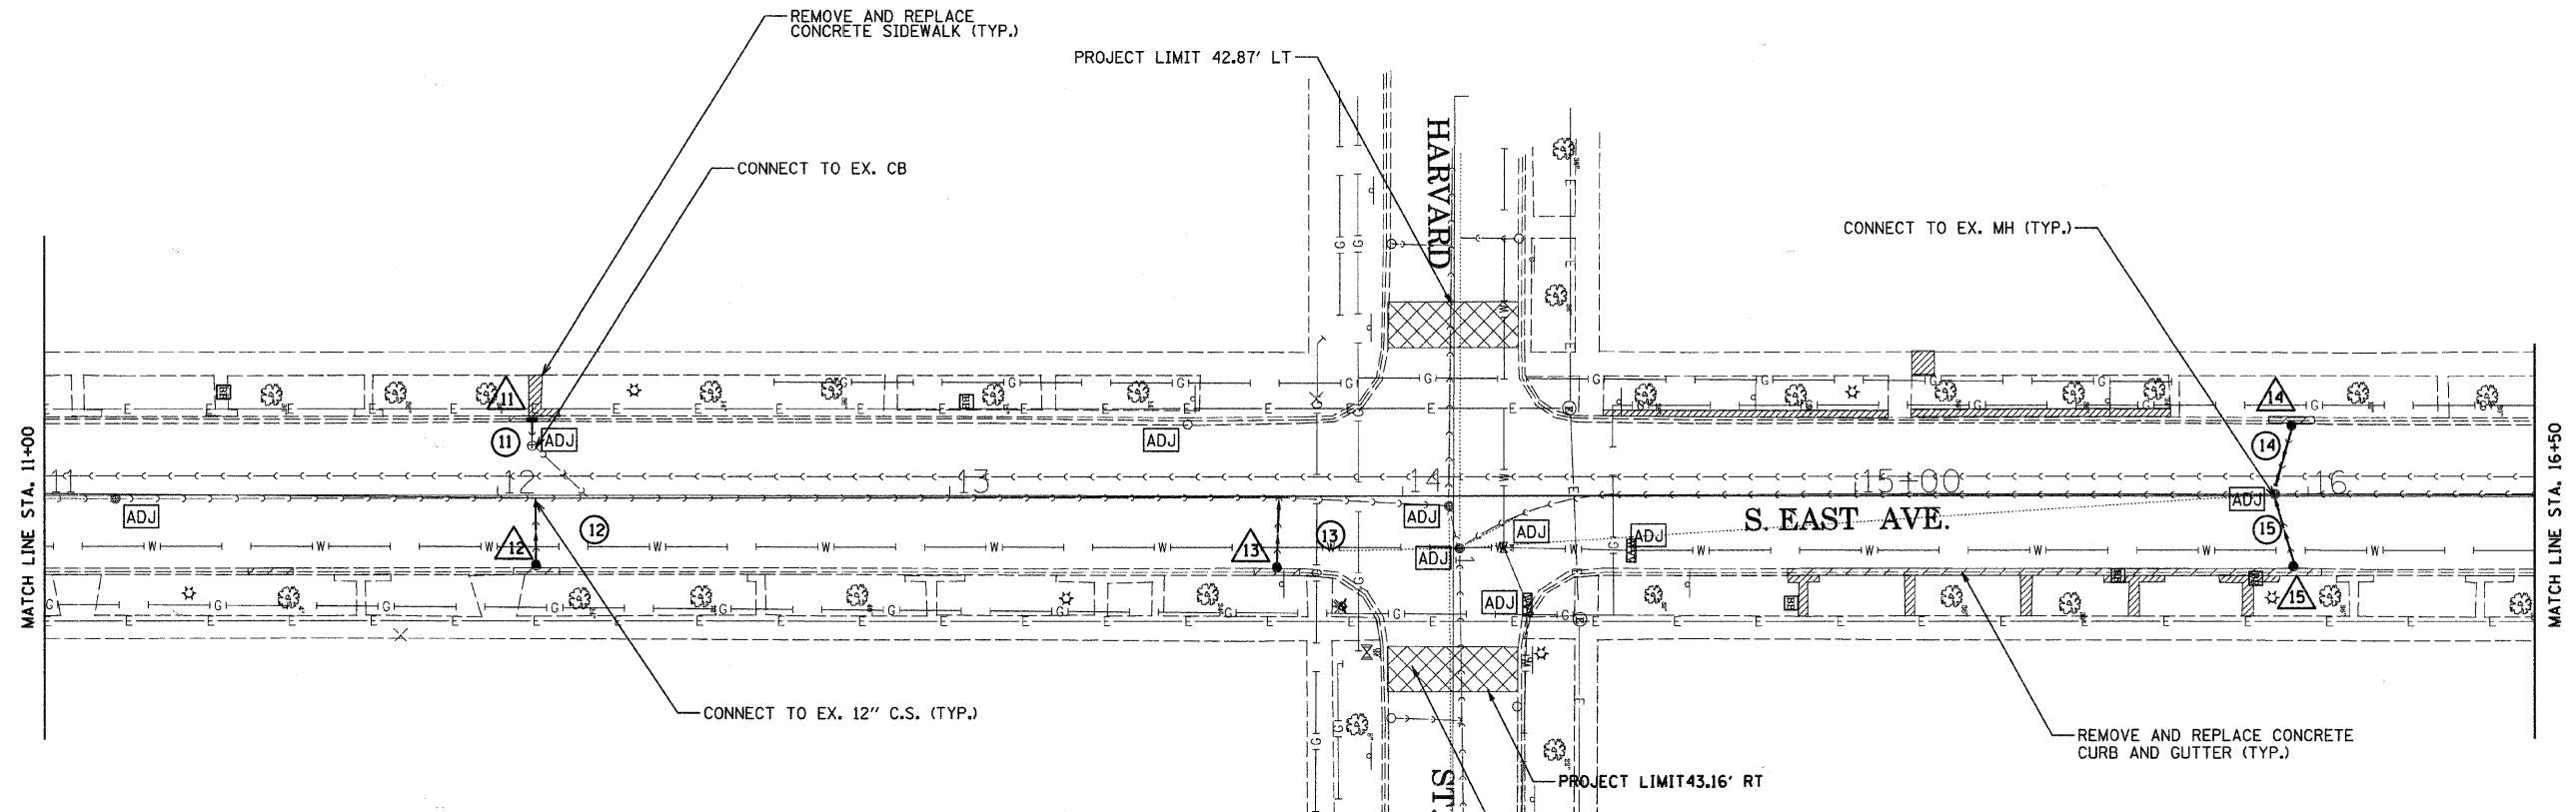 REMOVE AND REPLACE
CONCRETE SIDEWALK (TYP.)
PROJECT LIMIT 42.87' LT
HARVARD
CONNECT TO EX. CB
CONNECT TO EX. MH (TYP.)
MATCH LINE STA. 11+00
MATCH LINE STA. 16+50
11
14
11
ADJ
ADJ
14
11
12
13
14
15+00
16
ADJ
ADJ
ADJ
S. EAST AVE.
12
12
13
13
ADJ
ADJ
ADJ
15
ADJ
15
CONNECT TO EX. 12" C.S. (TYP.)
REMOVE AND REPLACE CONCRETE
CURB AND GUTTER (TYP.)
PROJECT LIMIT43.16' RT
ST.